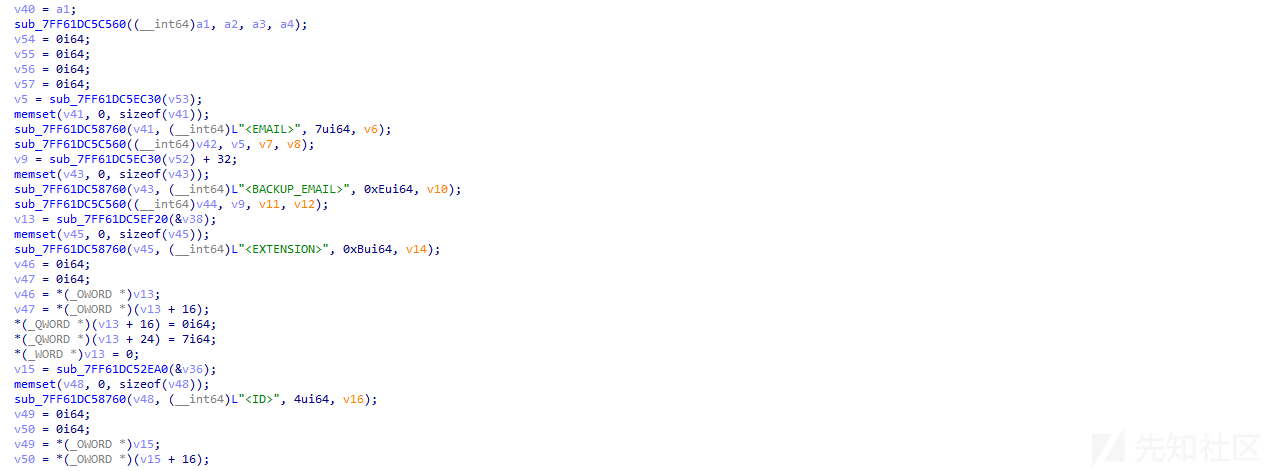 v40 = a1;
sub_7FF61DC5C560((__int64)a1, a2, a3, a4);
v54 = 0i64;
v55 = 0i64;
v56 = 0i64;
v57 = 0i64;
v5 = sub_7FF61DC5EC30(v53);
memset(v41, 0, sizeof(v41));
sub_7FF61DC58760(v41, (__int64)L"<EMAIL>", 7ui64, v6);
sub_7FF61DC5C560((__int64)v42, v5, v7, v8);
v9 = sub_7FF61DC5EC30(v52) + 32;
memset(v43, 0, sizeof(v43));
sub_7FF61DC58760(v43, (__int64)L"<BACKUP_EMAIL>", 0xEui64, v10);
sub_7FF61DC5C560((__int64)v44, v9, v11, v12);
v13 = sub_7FF61DC5EF20(&v38);
memset(v45, 0, sizeof(v45));
sub_7FF61DC58760(v45, (__int64)L"<EXTENSION>", 0xBui64, v14);
v46 = 0i64;
v47 = 0i64;
v46 = *(_OWORD *)v13;
v47 = *(_OWORD *)(v13 + 16);
*(_QWORD *)(v13 + 16) = 0i64;
*(_QWORD *)(v13 + 24) = 7i64;
*(_WORD *)v13 = 0;
v15 = sub_7FF61DC52EA0(&v36);
memset(v48, 0, sizeof(v48));
sub_7FF61DC58760(v48, (__int64)L"<ID>", 4ui64, v16);
v49 = 0i64;
v50 = 0i64;
v49 = *(_OWORD *)v15;
v50 = *(_OWORD *)(v15 + 16);
先知社区